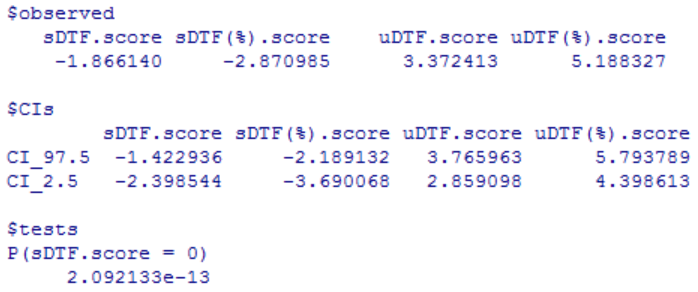 $observed
sDTF.score sDTF(%).score uDTF.score uDTF(%).score
-1.866140 -2.870985 3.372413 5.188327
$CIs
sDTF.score sDTF(%).score uDTF.score uDTF(%).score
CI_97.5 -1.422936 -2.189132 3.765963 5.793789
CI_2.5 -2.398544 -3.690068 2.859098 4.398613
$tests
P(sDTF.score = 0)
2.092133e-13